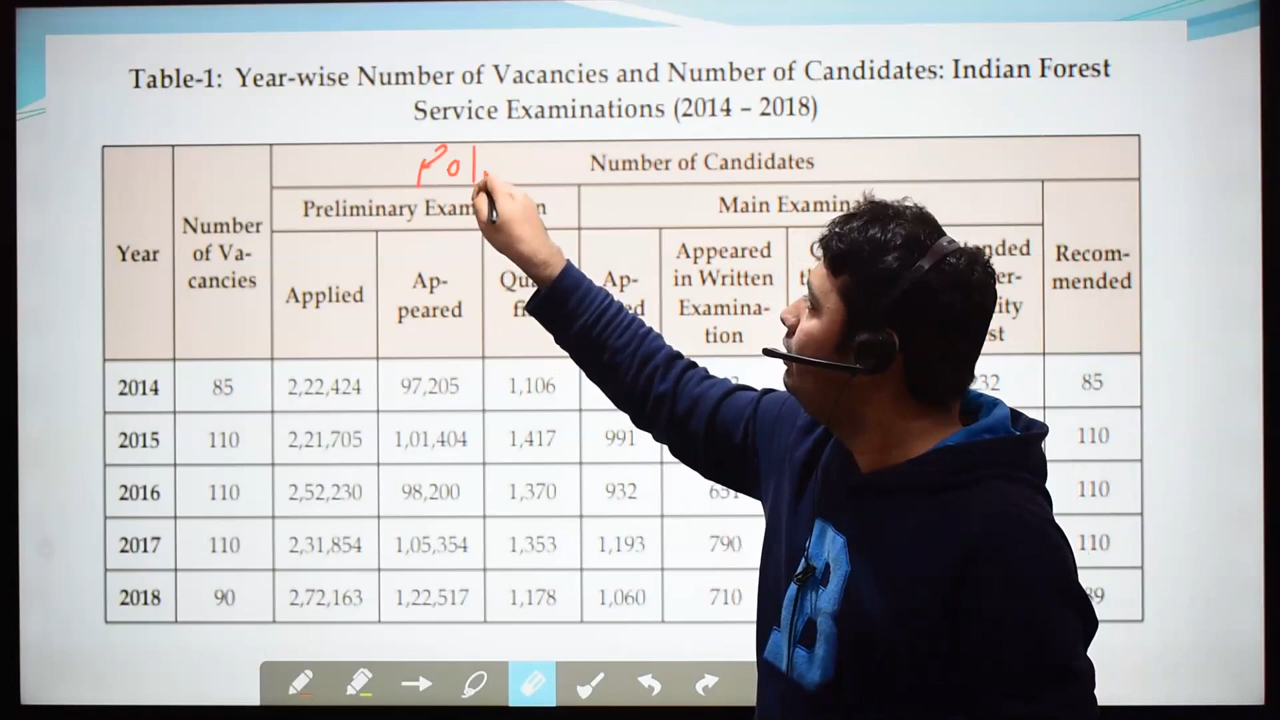 Table-1: Year-wise Number of Vacancies and Number of Candidates: Indian Forest
Service Examinations (2014 – 2018)
Year
Number
of Va-
cancies
Number of Candidates
Preliminary
Main
Applied
Ap-
peared
Ap-
Appeared
in Written
Examina-
tion
Recom-
mended
2014 85 2,22,424 97,205 1,106 85
2015 110 2,21,705 1,01,404 1,417 991 110
2016 110 2,52,230 98,200 1,370 932 651 110
2017 110 2,31,854 1,05,354 1,353 1,193 790 110
2018 90 2,72,163 1,22,517 1,178 1,060 710
B